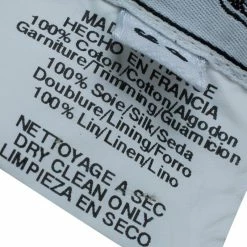 HECHO EN FRANCIA
100% Coton/Cotton/Algodon
Garniture/Trimming/Guarnicion
100% Soie/Silk/Seda
Doublure/Lining/Forro
100% Lin/Linen/Lino
NETTOYAGE A SEC
DRY CLEAN ONLY
LIMPIEZA EN SECO